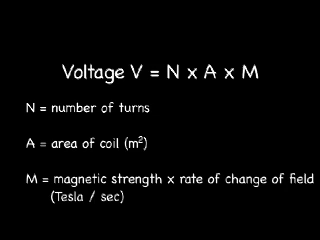 Voltage V = N x A x M
N = number of turns
A = area of coil (m²)
M = magnetic strength x rate of change of field
(Tesla / sec)